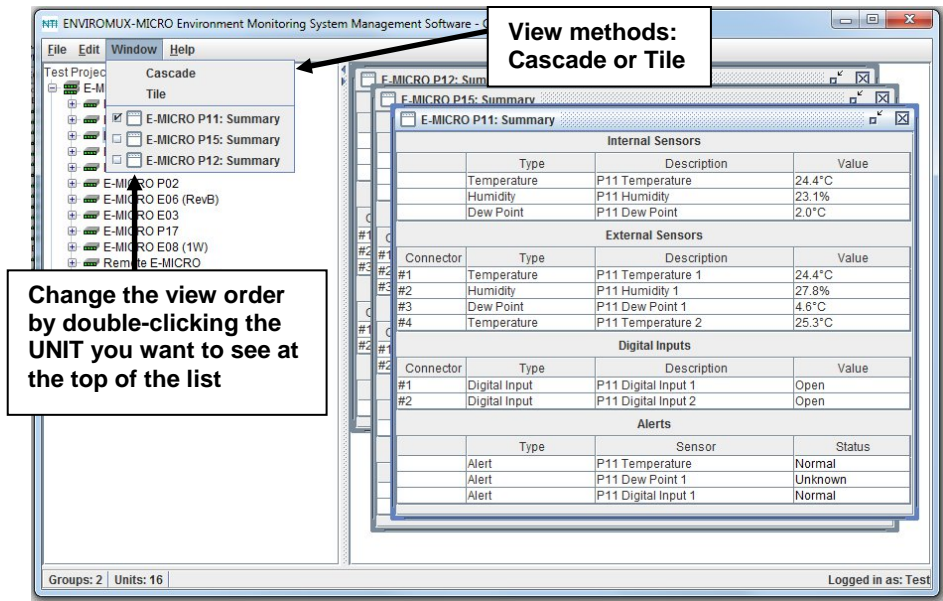 NTI ENVIROMUX-MICRO Environment Monitoring System Management Software -
View methods:
Cascade or Tile
File Edit Window Help
Cascade
Tile
E-MICRO P11: Summary
E-MICRO P15: Summary
E-MICRO P12: Summary
E-MICRO P02
E-MICRO E06 (RevB)
E-MICRO E03
E-MICRO P17
E-MICRO E08 (1W)
Remote E-MICRO
Change the view order
by double-clicking the
UNIT you want to see at
the top of the list
E-MICRO P12:
E-MICRO P15: Summary
E-MICRO P11: Summary
Internal Sensors
Type Description Value
Temperature P11 Temperature 24.4°C
Humidity P11 Humidity 23.1%
Dew Point P11 Dew Point 2.0°C
External Sensors
Connector Type Description Value
#1 Temperature P11 Temperature 1 24.4°C
#2 Humidity P11 Humidity 1 27.8%
#3 Dew Point P11 Dew Point 1 4.6°C
#4 Temperature P11 Temperature 2 25.3°C
Digital Inputs
Connector Type Description Value
#1 Digital Input P11 Digital Input 1 Open
#2 Digital Input P11 Digital Input 2 Open
Alerts
Type Sensor Status
Alert P11 Temperature Normal
Alert P11 Dew Point 1 Unknown
Alert P11 Digital Input 1 Normal
Groups: 2 Units: 16 Logged in as: Test